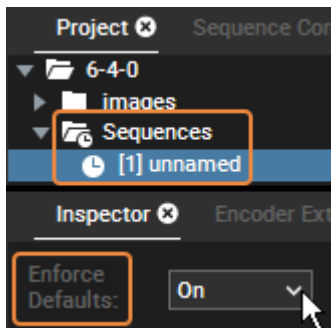 Project Sequence Con
6-4-0
images
Sequences
[1] unnamed
Inspector Encoder Ext
Enforce
Defaults:
On